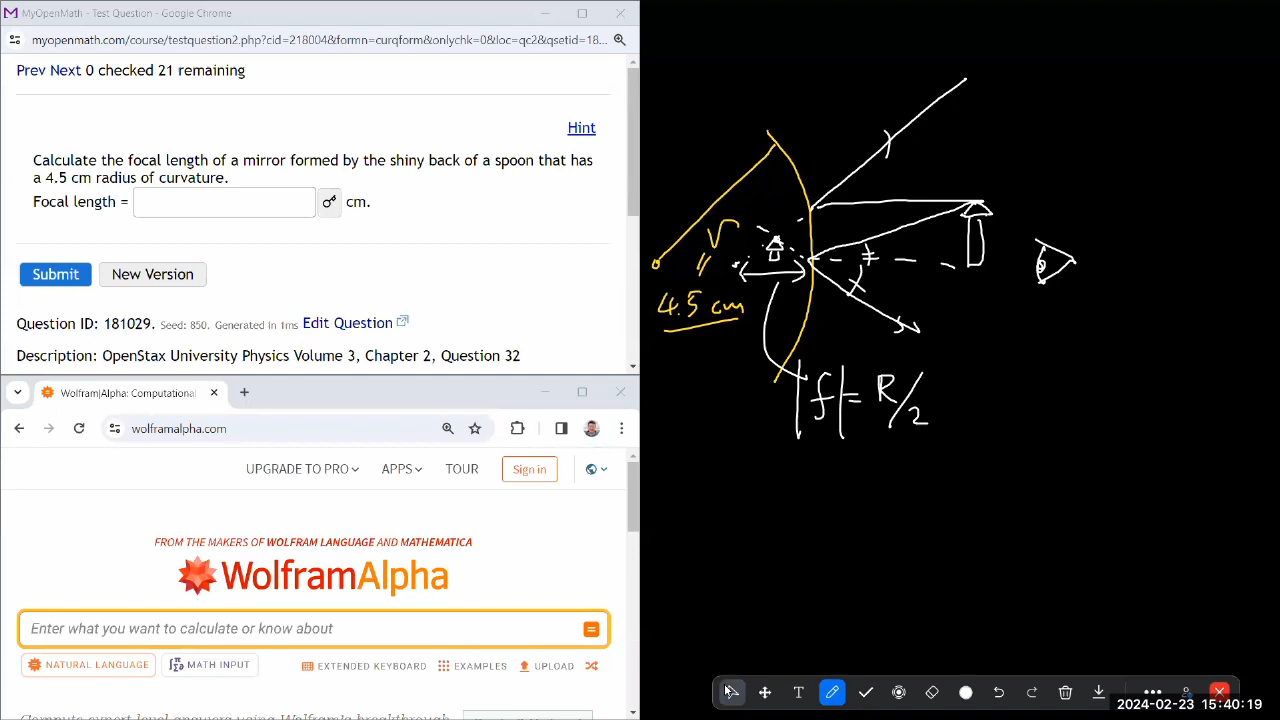 MyOpenMath - Test Question - Google Chrome
myopenmath.com/course/testquestion2.php?cid=218004&formn=curqform&onlychk=0&loc=qc2&qsetid=18...
Prev Next 0 checked 21 remaining
Hint
Calculate the focal length of a mirror formed by the shiny back of a spoon that has
a 4.5 cm radius of curvature.
Focal length = cm.
Submit New Version
Question ID: 181029. Seed: 850. Generated in 1ms Edit Question
Description: OpenStax University Physics Volume 3, Chapter 2, Question 32
Wolfram|Alpha: Computational
wolframalpha.com
UPGRADE TO PRO APPS TOUR Sign in
FROM THE MAKERS OF WOLFRAM LANGUAGE AND MATHEMATICA
WolframAlpha
Enter what you want to calculate or know about
NATURAL LANGUAGE MATH INPUT EXTENDED KEYBOARD EXAMPLES UPLOAD
r
=
4.5 cm
|f| = R/2
T
2024-02-23 15:40:19